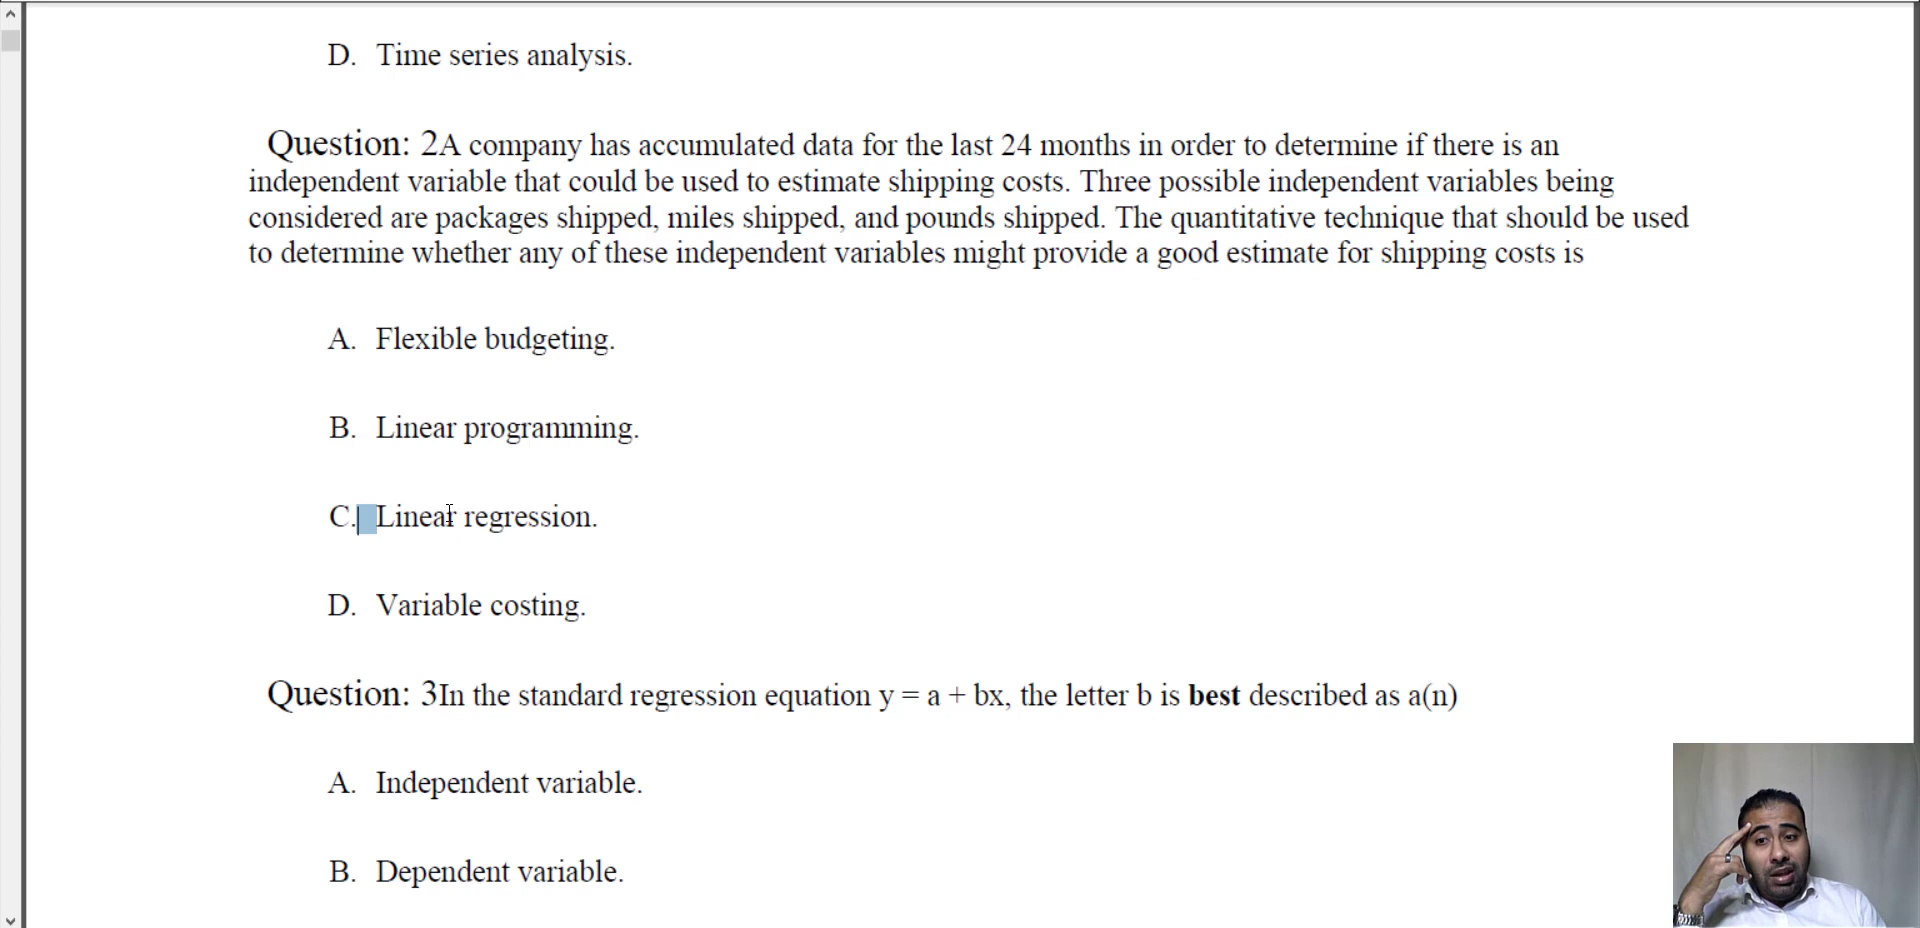 D. Time series analysis.
Question: 2A company has accumulated data for the last 24 months in order to determine if there is an
independent variable that could be used to estimate shipping costs. Three possible independent variables being
considered are packages shipped, miles shipped, and pounds shipped. The quantitative technique that should be used
to determine whether any of these independent variables might provide a good estimate for shipping costs is
A. Flexible budgeting.
B. Linear programming.
C. Linear regression.
D. Variable costing.
Question: 3In the standard regression equation y = a + bx, the letter b is best described as a(n)
A. Independent variable.
B. Dependent variable.